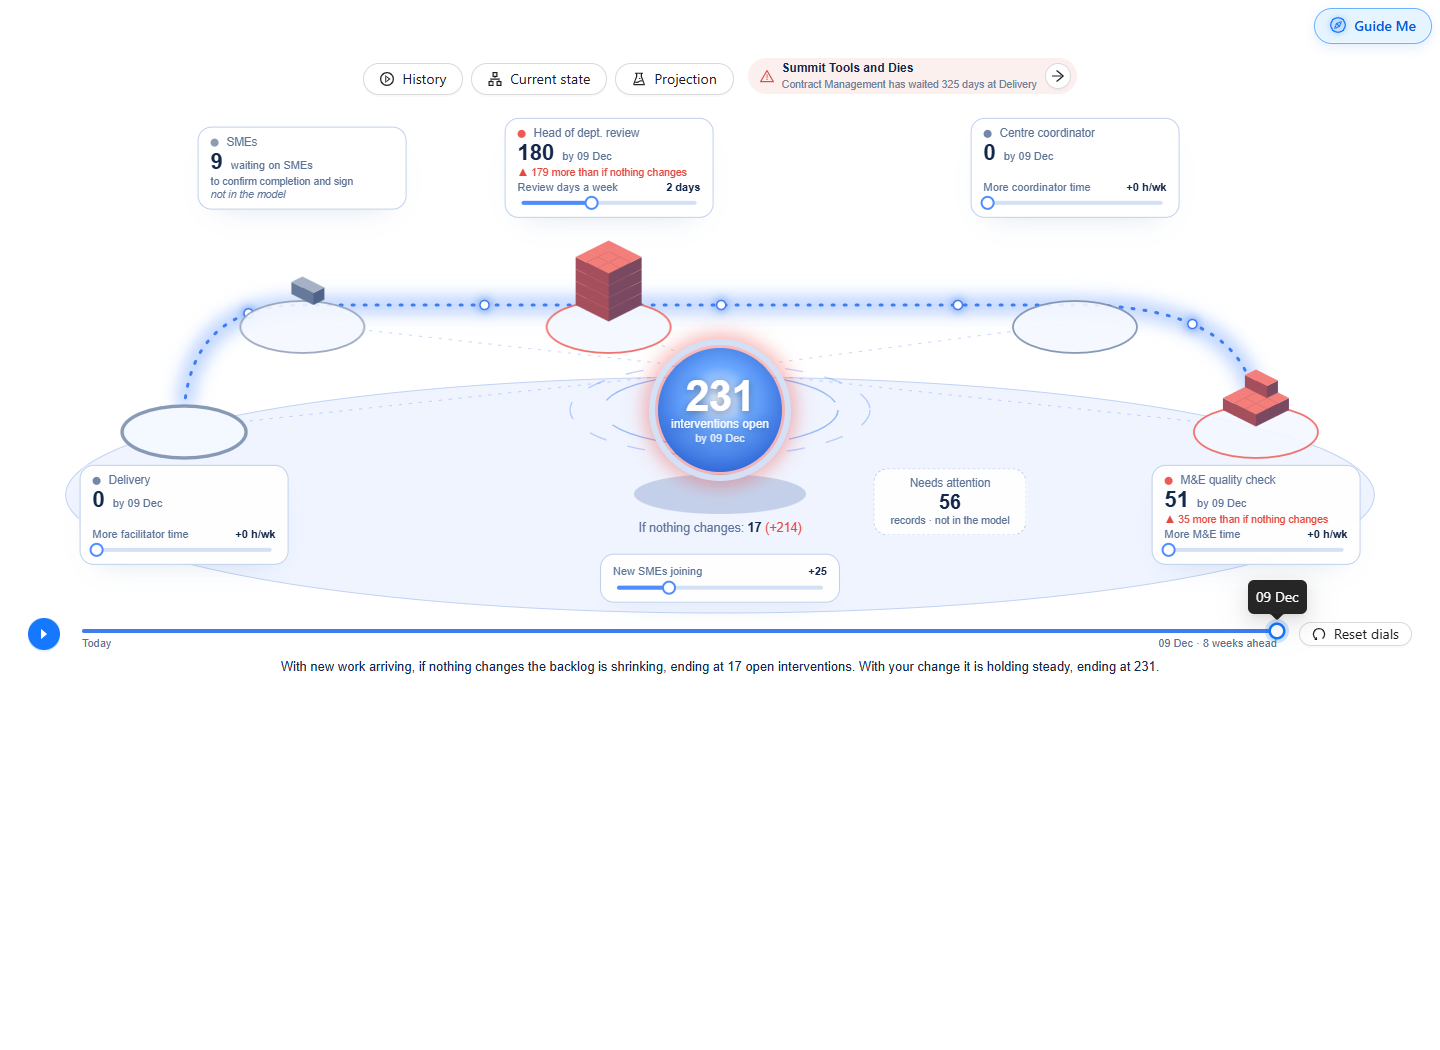 Guide Me
History
Current state
Projection
Summit Tools and Dies
Contract Management has waited 325 days at Delivery
SMEs
9 waiting on SMEs
to confirm completion and sign
not in the model
Head of dept. review
180 by 09 Dec
▲ 179 more than if nothing changes
Review days a week 2 days
Centre coordinator
0 by 09 Dec
More coordinator time +0 h/wk
231
interventions open
by 09 Dec
If nothing changes: 17 (+214)
Delivery
0 by 09 Dec
More facilitator time +0 h/wk
Needs attention
56
records · not in the model
M&E quality check
51 by 09 Dec
▲ 35 more than if nothing changes
More M&E time +0 h/wk
New SMEs joining +25
09 Dec
Today
09 Dec · 8 weeks ahead
Reset dials
With new work arriving, if nothing changes the backlog is shrinking, ending at 17 open interventions. With your change it is holding steady, ending at 231.